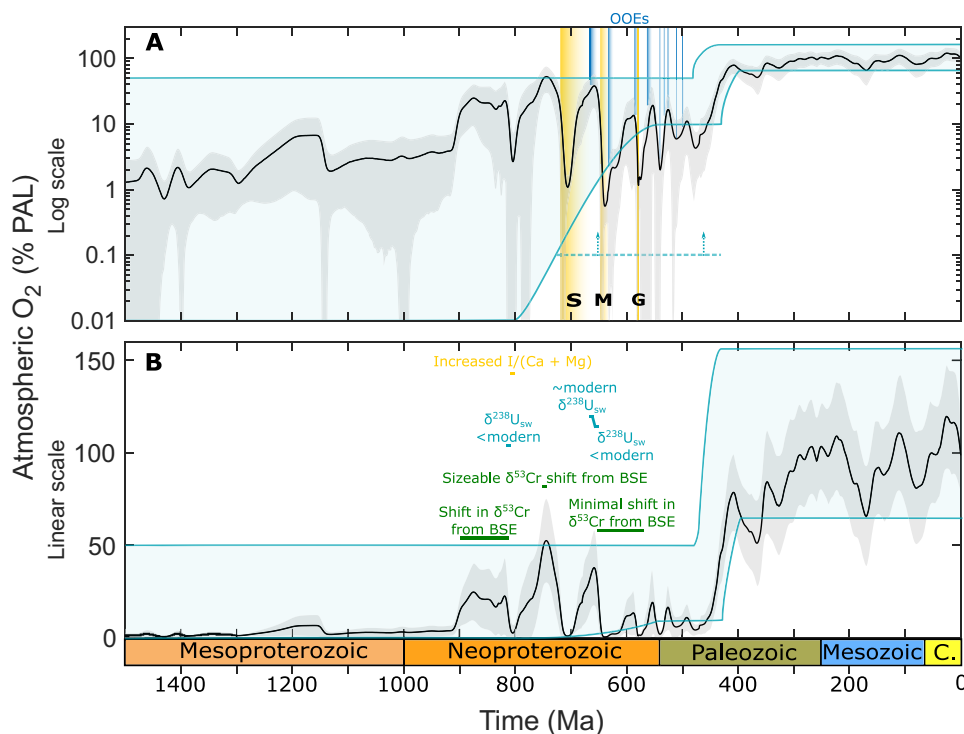 OOEs
A
100
10
1
0.1
0.01
S M G
Atmospheric O₂ (% PAL)
Log scale
Linear scale
B
150
100
50
0
Increased I/(Ca + Mg)
~modern
δ²³⁸Usw
δ²³⁸Usw
<modern
δ²³⁸Usw
<modern
Sizeable δ⁵³Cr shift from BSE
Shift in δ⁵³Cr
from BSE
Minimal shift in
δ⁵³Cr from BSE
Mesoproterozoic Neoproterozoic Paleozoic Mesozoic C.
1400 1200 1000 800 600 400 200 0
Time (Ma)